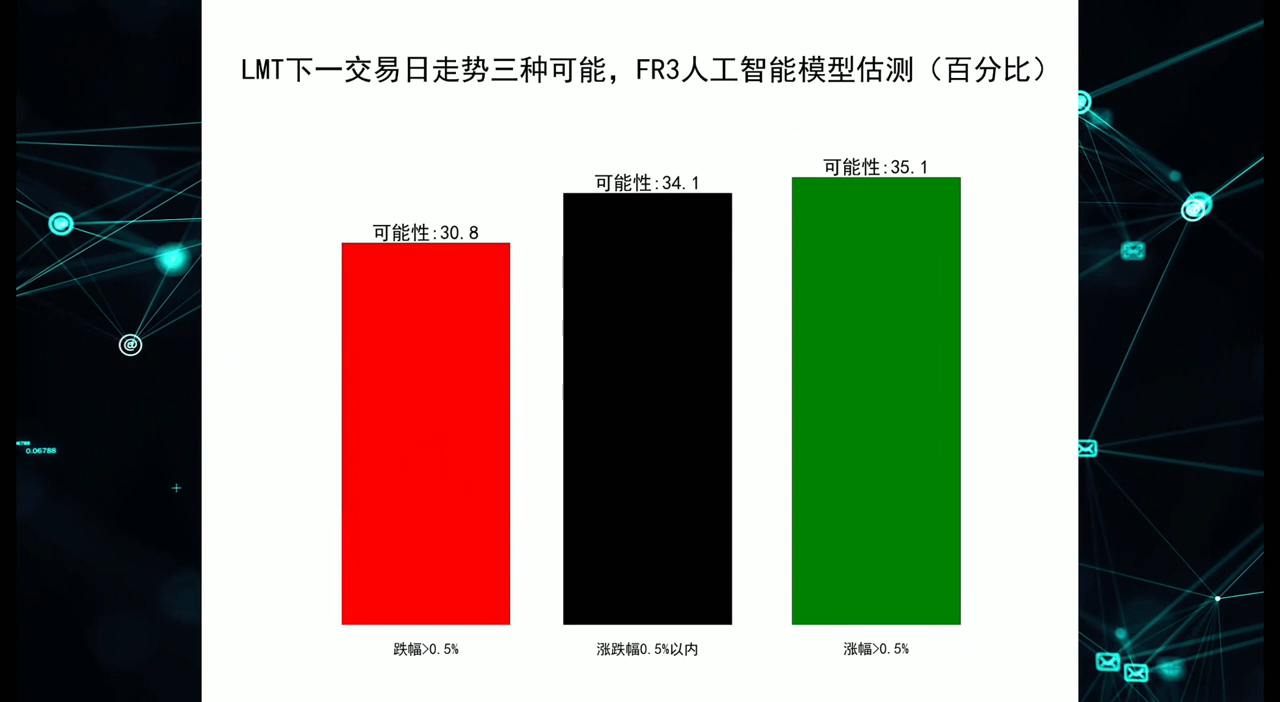 LMT下一交易日走势三种可能，FR3人工智能模型估测（百分比）
可能性:30.8
可能性:34.1
可能性:35.1
跌幅>0.5%
涨跌幅0.5%以内
涨幅>0.5%
@
0.06788
@